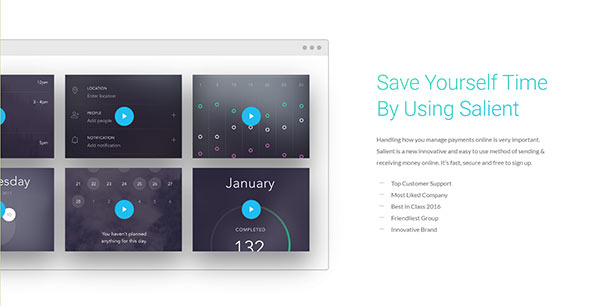 12pm
3 - 4pm
5pm
LOCATION
Enter location
PEOPLE
Add people
NOTIFICATION
Add notification
esday
10
20 21 22 23 24 25 26
27 28
You haven't planned
anything for this day.
January
COMPLETED
132
Save Yourself Time
By Using Salient
Handling how you manage payments online is very important.
Salient is a new innovative and easy to use method of sending &
receiving money online. It's fast, secure and free to sign up.
Top Customer Support
Most Liked Company
Best In Class 2016
Friendliest Group
Innovative Brand